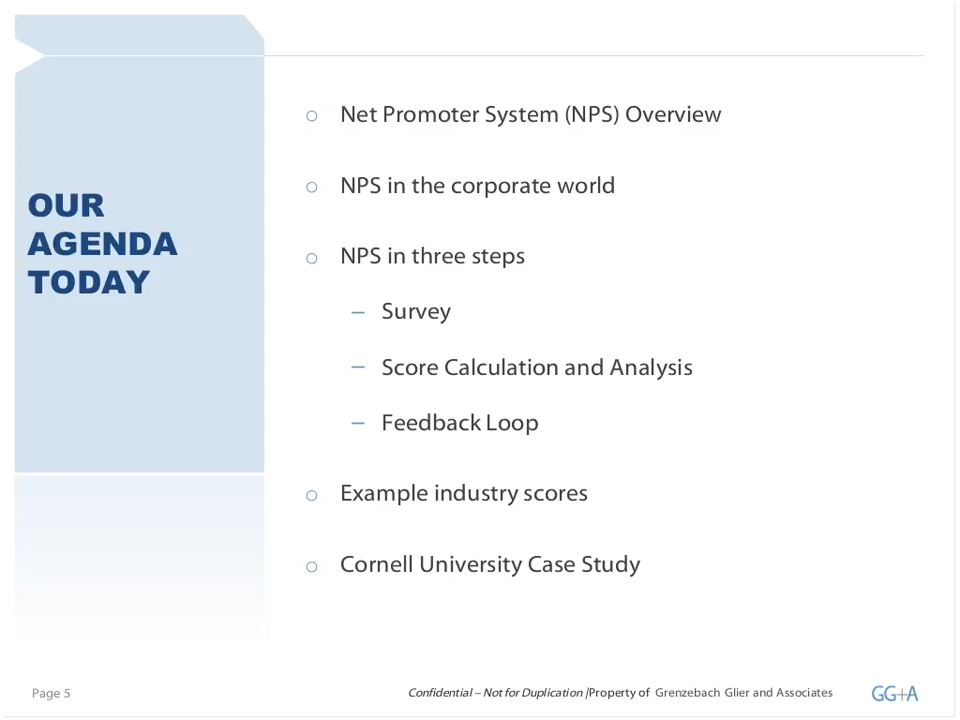 OUR
AGENDA
TODAY
○ Net Promoter System (NPS) Overview
○ NPS in the corporate world
○ NPS in three steps
– Survey
– Score Calculation and Analysis
– Feedback Loop
○ Example industry scores
○ Cornell University Case Study
Page 5
Confidential – Not for Duplication |Property of Grenzebach Glier and Associates
GG+A